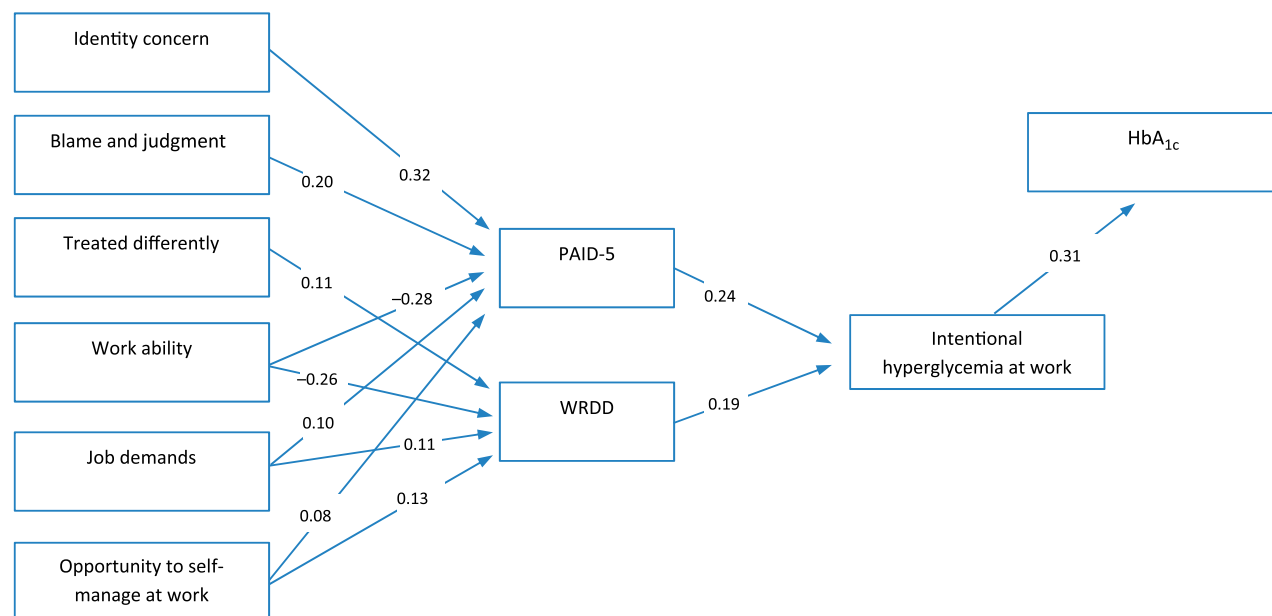 Identity concern
Blame and judgment
Treated differently
Work ability
Job demands
Opportunity to self-
manage at work
0.32
0.20
0.11
–0.28
–0.26
0.10
0.11
0.08
0.13
PAID-5
WRDD
0.24
0.19
Intentional
hyperglycemia at work
0.31
HbA1c